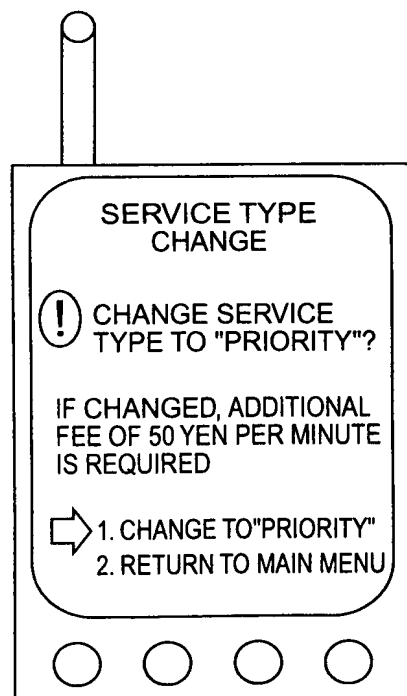 SERVICE TYPE
CHANGE
! CHANGE SERVICE
TYPE TO "PRIORITY"?
IF CHANGED, ADDITIONAL
FEE OF 50 YEN PER MINUTE
IS REQUIRED
1. CHANGE TO"PRIORITY"
2. RETURN TO MAIN MENU